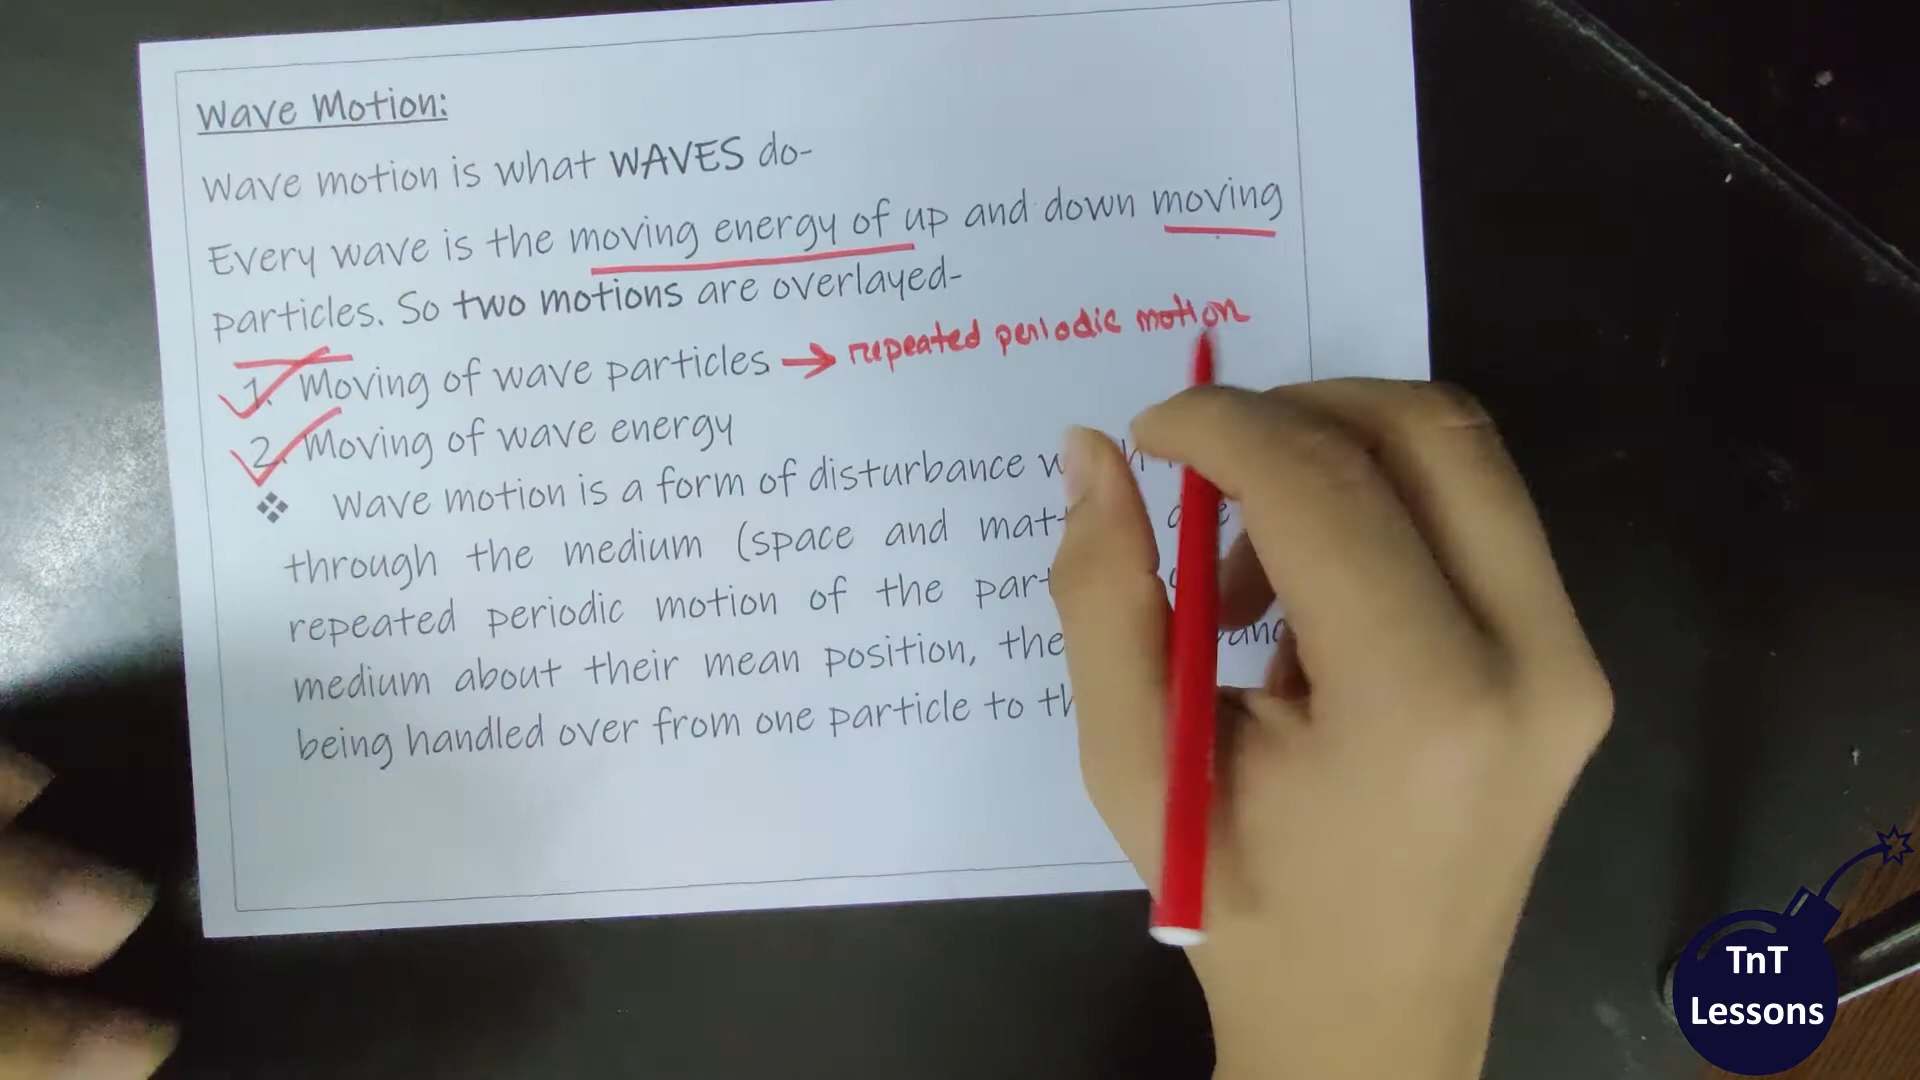 Wave Motion:
Wave motion is what WAVES do-
Every wave is the moving energy of up and down moving
particles. So two motions are overlayed-
1. Moving of wave particles → repeated periodic motion
2. Moving of wave energy
❖ Wave motion is a form of disturbance
through the medium (space and
repeated periodic motion of the
medium about their mean position, the
being handled over from one particle to
TnT
Lessons